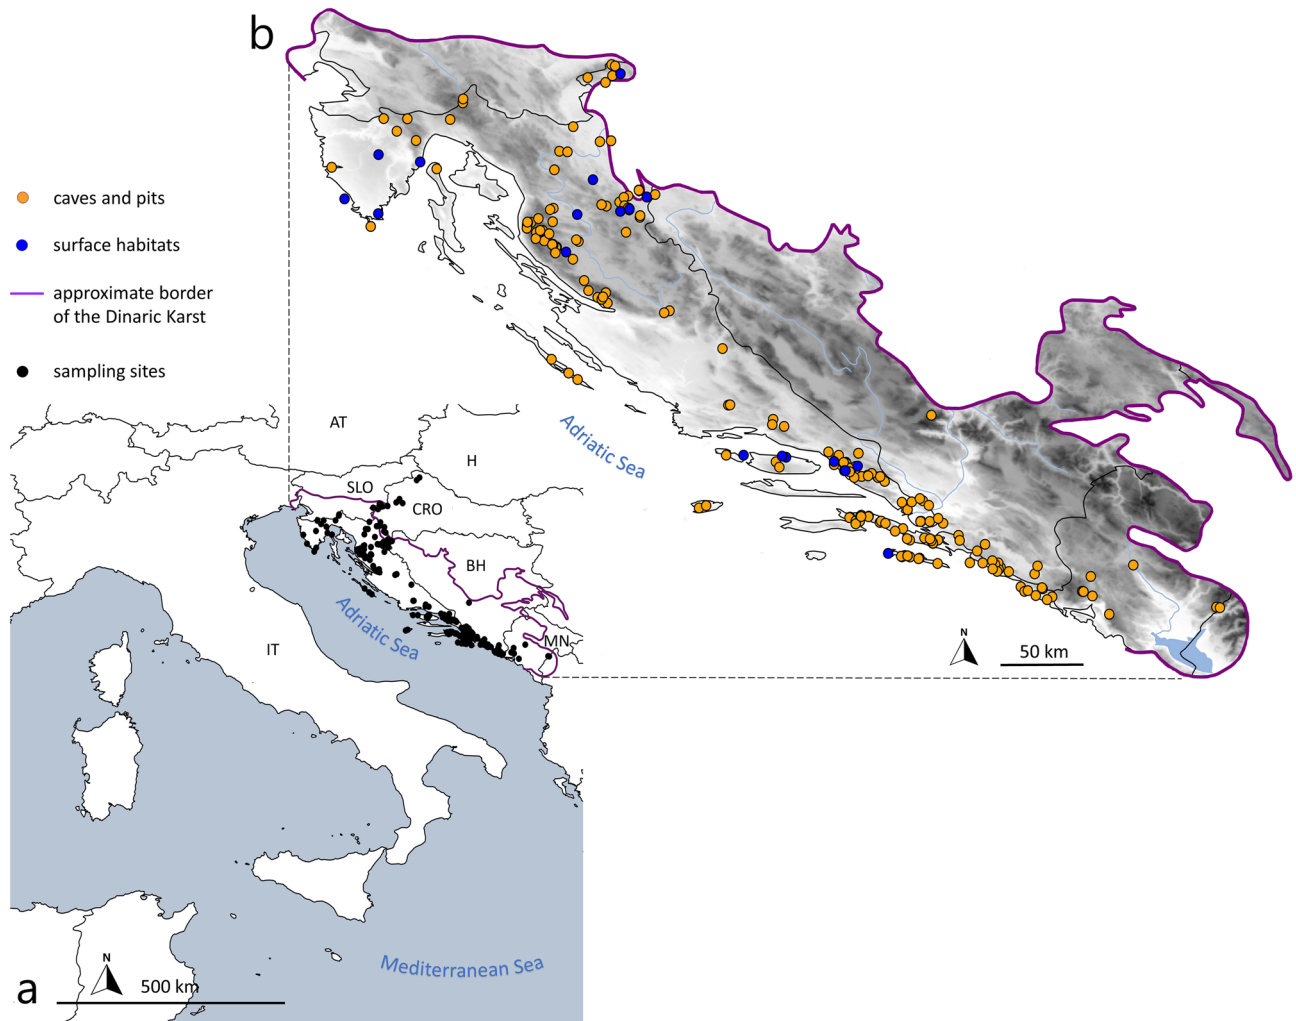 b
caves and pits
surface habitats
approximate border
of the Dinaric Karst
sampling sites
Adriatic Sea
N
50 km
AT
H
SLO
CRO
BH
MN
IT
Adriatic Sea
Mediterranean Sea
N
500 km
a